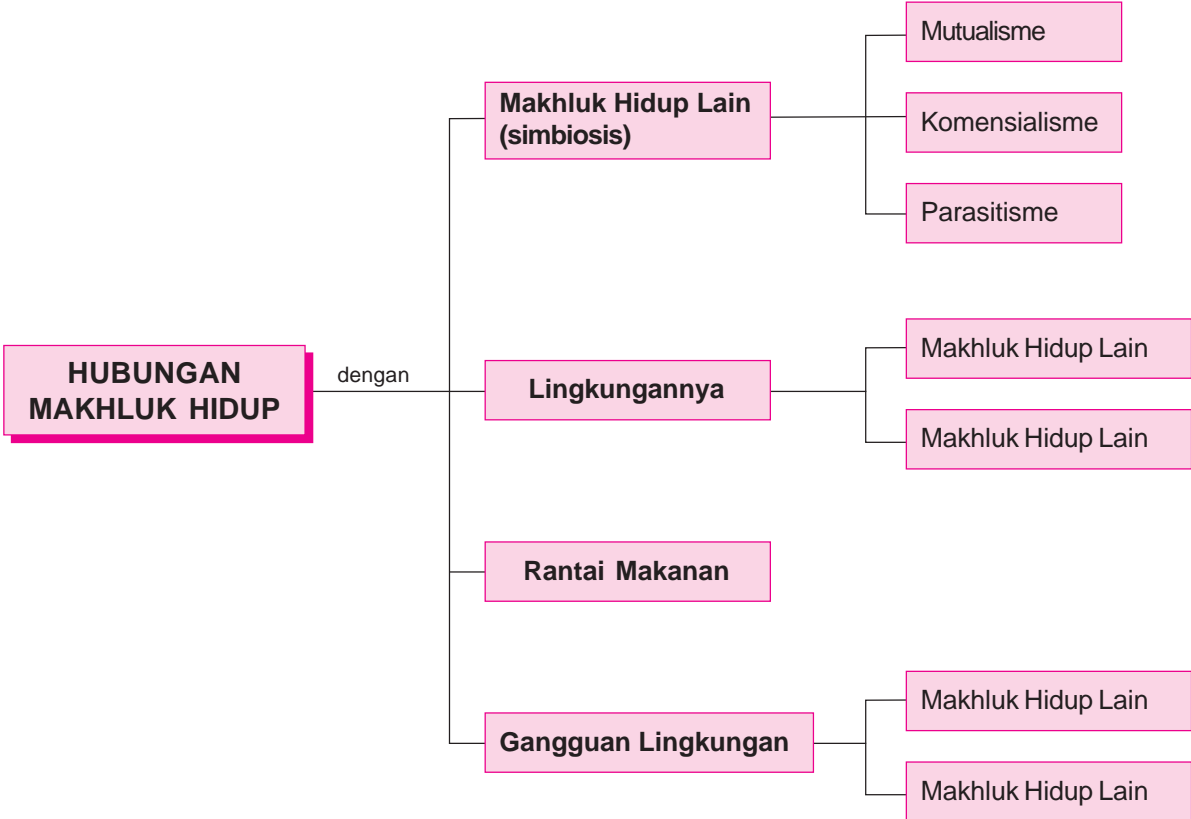 HUBUNGAN
MAKHLUK HIDUP
dengan
Makhluk Hidup Lain
(simbiosis)
Mutualisme
Komensialisme
Parasitisme
Lingkungannya
Makhluk Hidup Lain
Makhluk Hidup Lain
Rantai Makanan
Gangguan Lingkungan
Makhluk Hidup Lain
Makhluk Hidup Lain